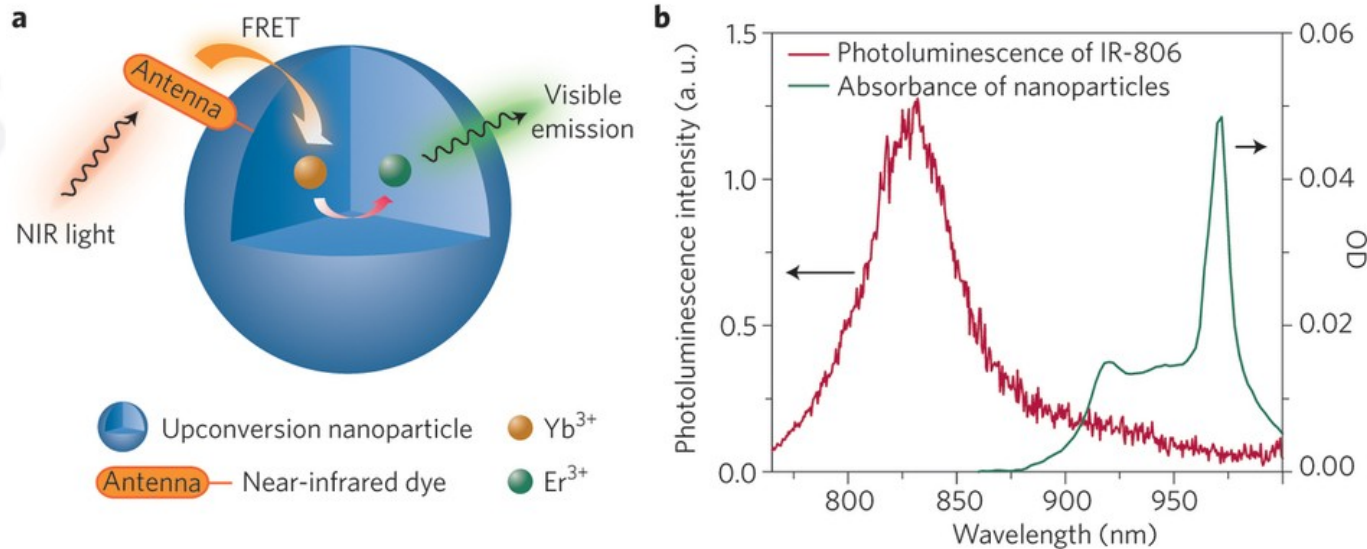 a
FRET
Antenna
Visible
emission
NIR light
Upconversion nanoparticle
Yb³⁺
Antenna
Near-infrared dye
Er³⁺
b
Photoluminescence intensity (a. u.)
1.5
1.0
0.5
0.0
Photoluminescence of IR-806
Absorbance of nanoparticles
0.06
0.04
0.02
0.00
OD
800
850
900
950
Wavelength (nm)